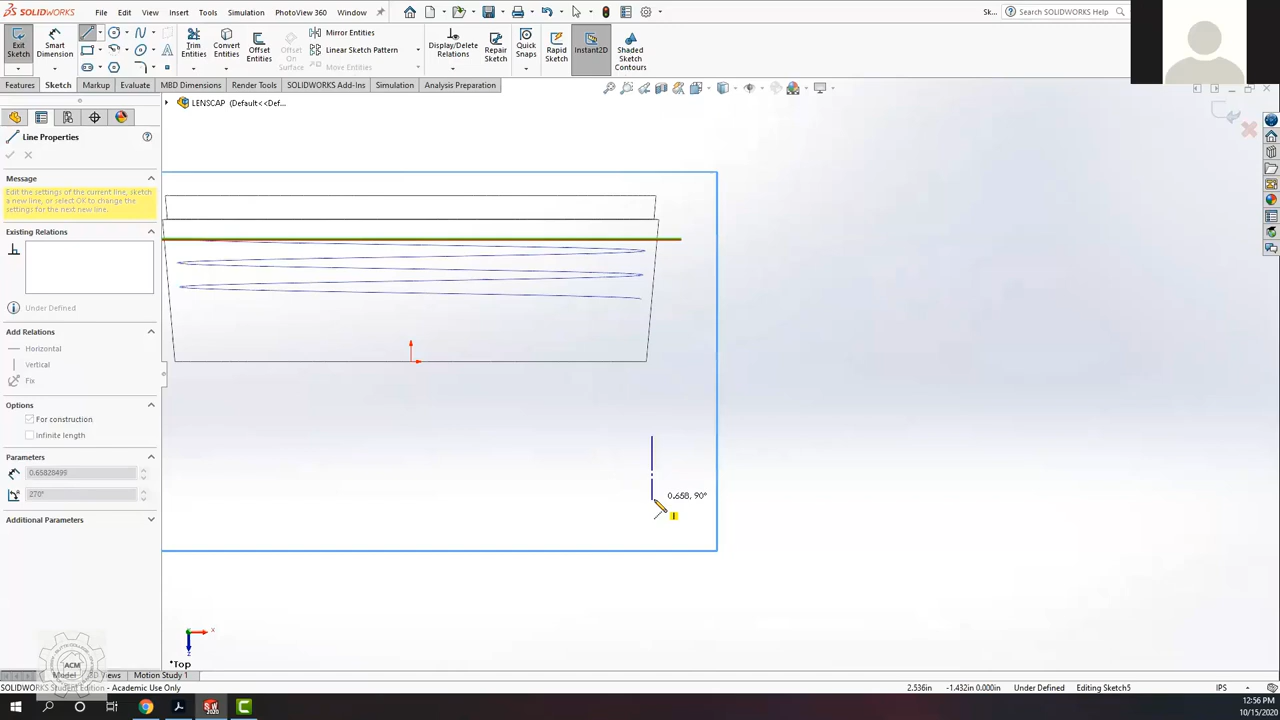 SOLIDWORKS
File
Edit
View
Insert
Tools
Simulation
PhotoView 360
Window
Sk...
Search SOLIDWORKS Help
Exit Sketch
Smart Dimension
Trim Entities
Convert Entities
Offset Entities
Offset On Surface
Mirror Entities
Linear Sketch Pattern
Move Entities
Display/Delete Relations
Repair Sketch
Quick Snaps
Rapid Sketch
Instant2D
Shaded Sketch Contours
Features
Sketch
Markup
Evaluate
MBD Dimensions
Render Tools
SOLIDWORKS Add-Ins
Simulation
Analysis Preparation
LENSCAP (Default<<Def...
Line Properties
Message
Edit the settings of the current line, sketch
a new line, or select OK to change the
settings for the next new line.
Existing Relations
Under Defined
Add Relations
Horizontal
Vertical
Fix
Options
For construction
Infinite length
Parameters
0.65828499
270°
Additional Parameters
0.658, 90°
X
Z
*Top
ACM
Model
3D Views
Motion Study 1
SOLIDWORKS Student Edition - Academic Use Only
2.536in
-1.432in 0.000in
Under Defined
Editing Sketch5
IPS
12:56 PM
10/15/2020